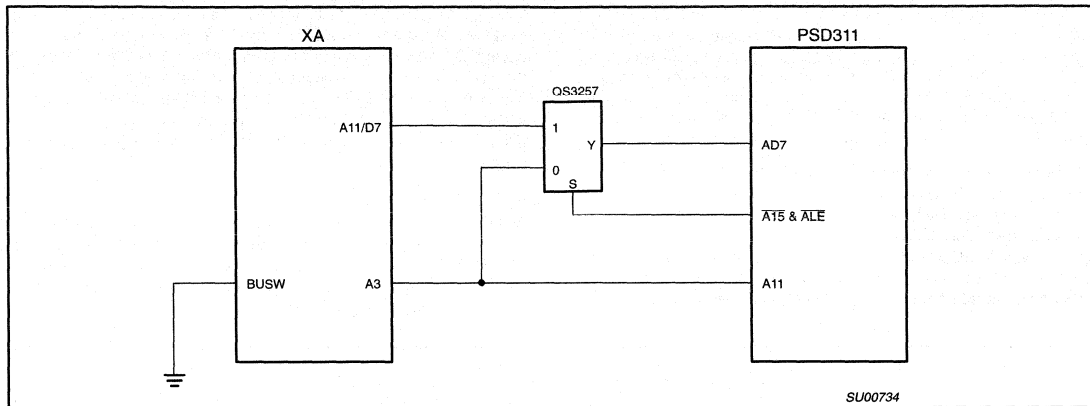 XA
PSD311
QS3257
A11/D7
1
Y
AD7
0
S
A15 & ALE
BUSW
A3
A11
SU00734